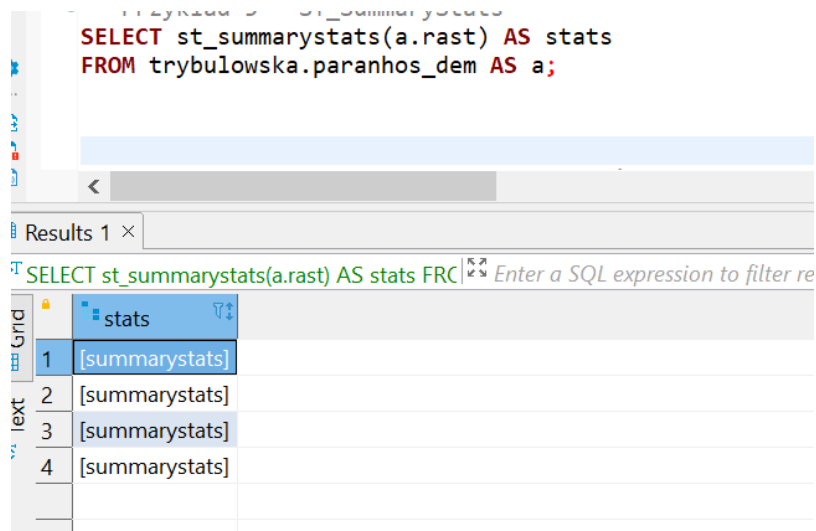 SELECT st_summarystats(a.rast) AS stats
FROM trybulowska.paranhos_dem AS a;
Results 1
SELECT st_summarystats(a.rast) AS stats FRC Enter a SQL expression to filter re
Grid
Text
stats
1 [summarystats]
2 [summarystats]
3 [summarystats]
4 [summarystats]